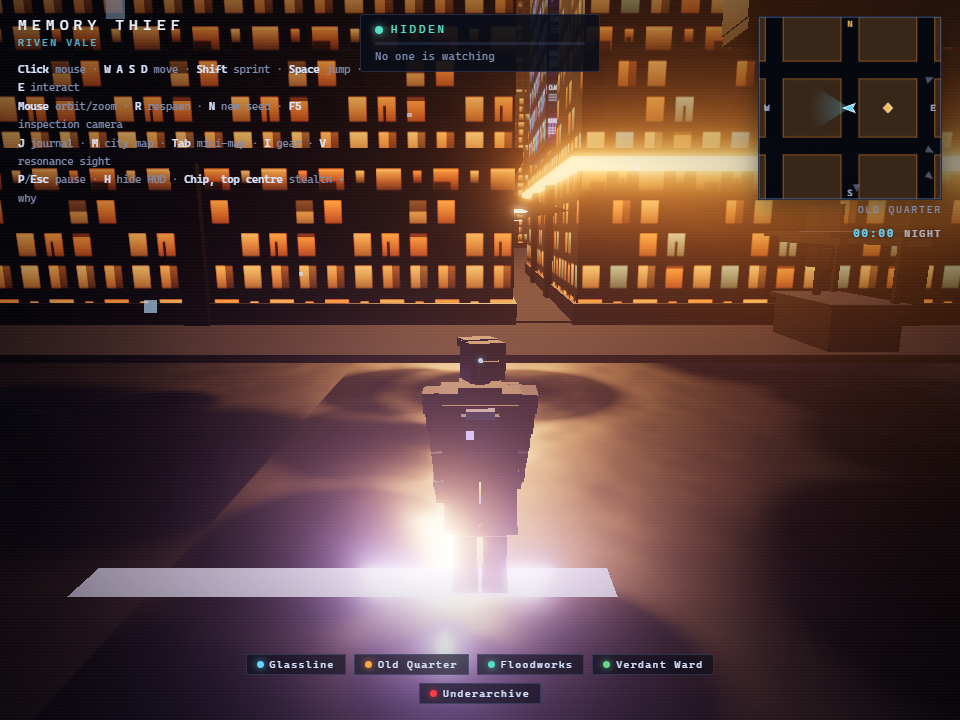 MEMORY THIEF
RIVEN VALE
Click mouse · W A S D move · Shift sprint · Space jump ·
E interact
Mouse orbit/zoom · R respawn · N new seed · F5
inspection camera
J journal · M city map · Tab mini-map · I gear · V
resonance sight
P/Esc pause · H hide HUD · Chip, top centre stealth —
why
HIDDEN
No one is watching
N
W
E
S
OLD QUARTER
00:00 NIGHT
Glassline
Old Quarter
Floodworks
Verdant Ward
Underarchive